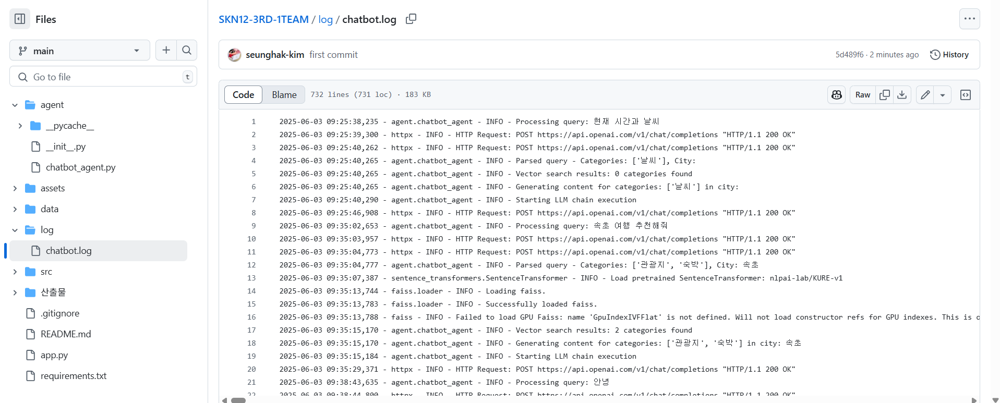 Files
main
Go to file
t
agent
__pycache__
__init__.py
chatbot_agent.py
assets
data
log
chatbot.log
src
산출물
.gitignore
README.md
app.py
requirements.txt
SKN12-3RD-1TEAM / log / chatbot.log
seunghak-kim first commit
5d489f6 · 2 minutes ago
History
Code Blame 732 lines (731 loc) · 183 KB
Raw
1 2025-06-03 09:25:38,235 - agent.chatbot_agent - INFO - Processing query: 현재 시간과 날씨
2 2025-06-03 09:25:39,300 - httpx - INFO - HTTP Request: POST https://api.openai.com/v1/chat/completions "HTTP/1.1 200 OK"
3 2025-06-03 09:25:40,262 - httpx - INFO - HTTP Request: POST https://api.openai.com/v1/chat/completions "HTTP/1.1 200 OK"
4 2025-06-03 09:25:40,265 - agent.chatbot_agent - INFO - Parsed query - Categories: ['날씨'], City:
5 2025-06-03 09:25:40,265 - agent.chatbot_agent - INFO - Vector search results: 0 categories found
6 2025-06-03 09:25:40,265 - agent.chatbot_agent - INFO - Generating content for categories: ['날씨'] in city:
7 2025-06-03 09:25:40,290 - agent.chatbot_agent - INFO - Starting LLM chain execution
8 2025-06-03 09:25:46,908 - httpx - INFO - HTTP Request: POST https://api.openai.com/v1/chat/completions "HTTP/1.1 200 OK"
9 2025-06-03 09:35:02,653 - agent.chatbot_agent - INFO - Processing query: 속초 여행 추천해줘
10 2025-06-03 09:35:03,957 - httpx - INFO - HTTP Request: POST https://api.openai.com/v1/chat/completions "HTTP/1.1 200 OK"
11 2025-06-03 09:35:04,773 - httpx - INFO - HTTP Request: POST https://api.openai.com/v1/chat/completions "HTTP/1.1 200 OK"
12 2025-06-03 09:35:04,777 - agent.chatbot_agent - INFO - Parsed query - Categories: ['관광지', '숙박'], City: 속초
13 2025-06-03 09:35:07,387 - sentence_transformers.SentenceTransformer - INFO - Load pretrained SentenceTransformer: nlpai-lab/KURE-v1
14 2025-06-03 09:35:13,744 - faiss.loader - INFO - Loading faiss.
15 2025-06-03 09:35:13,783 - faiss.loader - INFO - Successfully loaded faiss.
16 2025-06-03 09:35:13,788 - faiss - INFO - Failed to load GPU Faiss: name 'GpuIndexIVFFlat' is not defined. Will not load constructor refs for GPU indexes. This is
17 2025-06-03 09:35:15,170 - agent.chatbot_agent - INFO - Vector search results: 2 categories found
18 2025-06-03 09:35:15,170 - agent.chatbot_agent - INFO - Generating content for categories: ['관광지', '숙박'] in city: 속초
19 2025-06-03 09:35:15,184 - agent.chatbot_agent - INFO - Starting LLM chain execution
20 2025-06-03 09:35:29,371 - httpx - INFO - HTTP Request: POST https://api.openai.com/v1/chat/completions "HTTP/1.1 200 OK"
21 2025-06-03 09:38:43,635 - agent.chatbot_agent - INFO - Processing query: 안녕
22 2025-06-03 09:38:44,800 - httpx - INFO - HTTP Request: POST https://api.openai.com/v1/chat/completions "HTTP/1.1 200 OK"